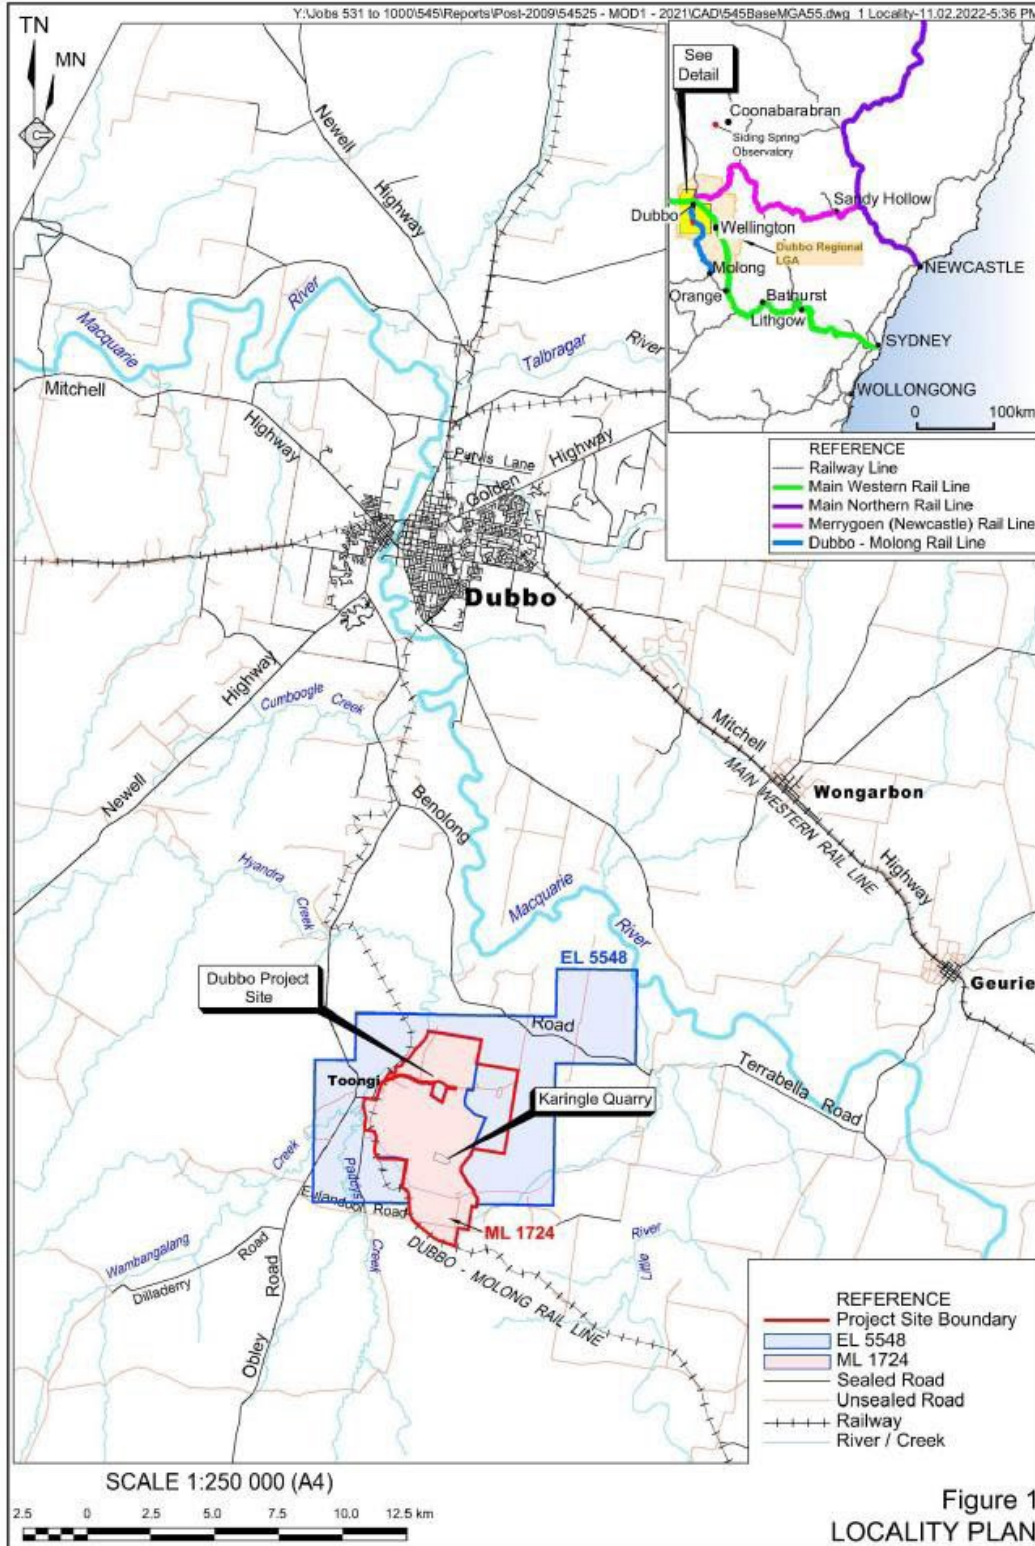 Y:\Jobs 531 to 1000\545\Reports\Post-2009\54525 - MOD1 - 2021\CAD\545BaseMGA55.dwg 1 Locality-11.02.2022-5:36 PM
TN
MN
See
Detail
Coonabarabran
Siding Spring
Observatory
Dubbo
Sandy Hollow
Wellington
Dubbo Regional
LGA
NEWCASTLE
Molong
Orange
Bathurst
Lithgow
SYDNEY
WOLLONGONG
0 100km
REFERENCE
Railway Line
Main Western Rail Line
Main Northern Rail Line
Merrygoen (Newcastle) Rail Line
Dubbo - Molong Rail Line
Newell
Highway
Macquarie
River
Talbragar
River
Mitchell
Highway
Purvis Lane
Golden
Highway
Dubbo
Highway
Cumboogle
Creek
Newell
Mitchell
MAIN WESTERN RAIL LINE
Wongarbon
Highway
Benolong
Hyandra
Creek
Macquarie
River
EL 5548
Geurie
Dubbo Project
Site
Road
Toongi
Terrabella
Road
Karingle Quarry
Creek
Paddys
Eulandool Road
ML 1724
River
Little
Wambangalang
Road
Dilladerry
Road
Creek
DUBBO - MOLONG RAIL LINE
Obley
REFERENCE
Project Site Boundary
EL 5548
ML 1724
Sealed Road
Unsealed Road
Railway
River / Creek
SCALE 1:250 000 (A4)
2.5 0 2.5 5.0 7.5 10.0 12.5 km
Figure 1
LOCALITY PLAN